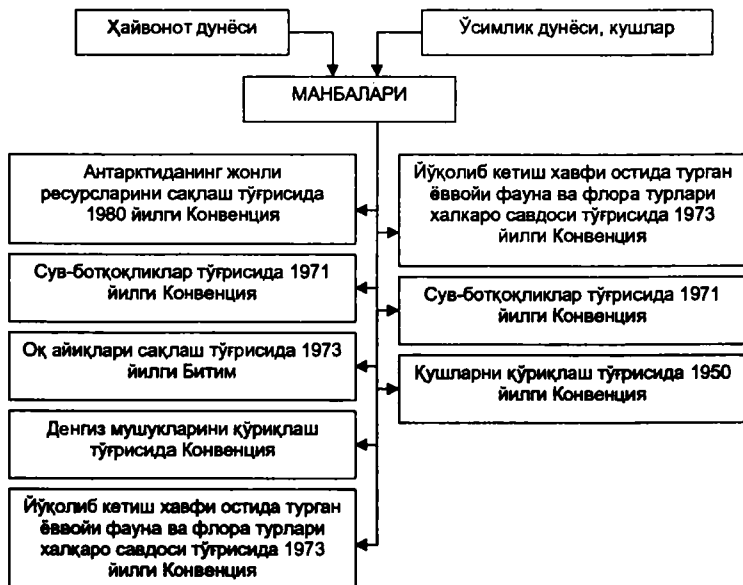 Ҳайвонот дунёси
Ўсимлик дунёси, кушлар
МАНБАЛАРИ
Антарктиданинг жонли
ресурсларини сақлаш тўғрисида
1980 йилги Конвенция
Сув-ботқоқликлар тўғрисида 1971
йилги Конвенция
Оқ айиқлари сақлаш тўғрисида 1973
йилги Битим
Денгиз мушукларини қўриқлаш
тўғрисида Конвенция
Йўқолиб кетиш хавфи остида турган
ёввойи фауна ва флора турлари
халқаро савдоси тўғрисида 1973
йилги Конвенция
Йўқолиб кетиш хавфи остида турган
ёввойи фауна ва флора турлари
халкаро савдоси тўғрисида 1973
йилги Конвенция
Сув-ботқоқликлар тўғрисида 1971
йилги Конвенция
Қушларни қўриқлаш тўғрисида 1950
йилги Конвенция